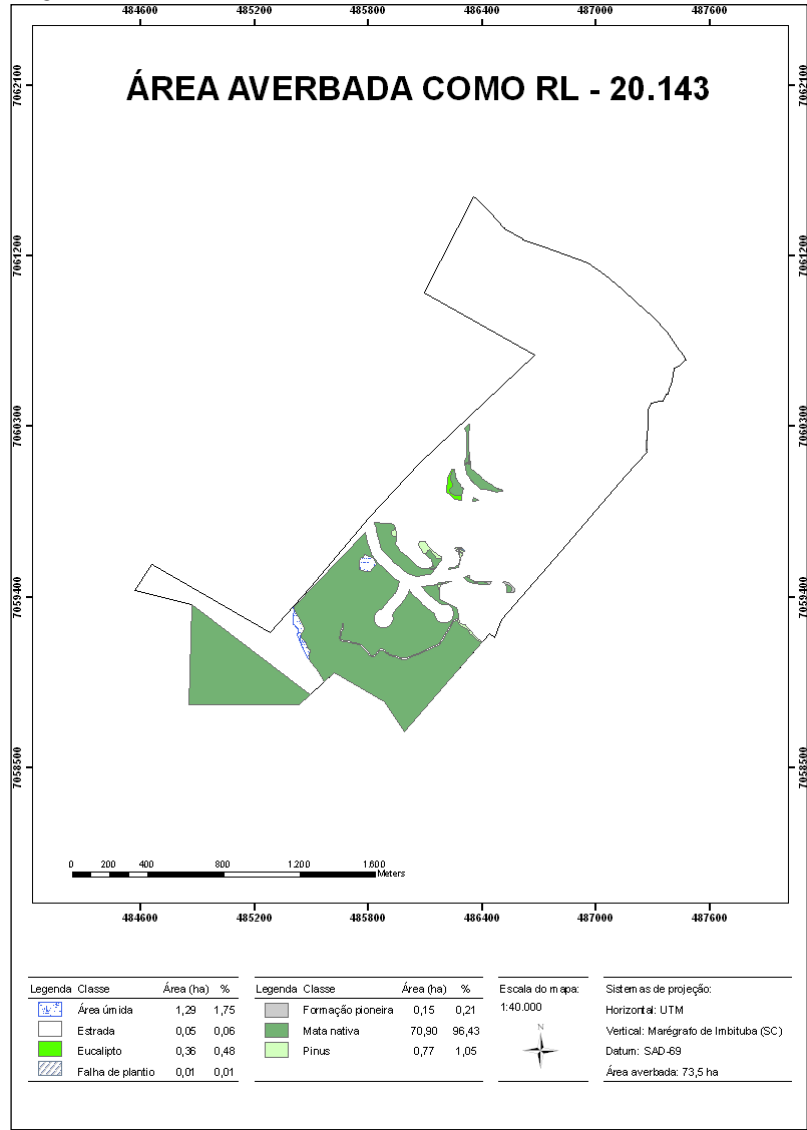 484600 485200 485800 486400 487000 487600
7062100 7062100
ÁREA AVERBADA COMO RL - 20.143
7061200 7061200
7060300 7060300
7059400 7059400
7058500 7058500
0 200 400 800 1.200 1.600
Meters
484600 485200 485800 486400 487000 487600
Legenda Classe Área (ha) %
Área úmida 1,29 1,75
Estrada 0,05 0,06
Eucalipto 0,36 0,48
Falha de plantio 0,01 0,01
Legenda Classe Área (ha) %
Formação pioneira 0,15 0,21
Mata nativa 70,90 96,43
Pinus 0,77 1,05
Escala do mapa:
1:40.000
N
Sistemas de projeção:
Horizontal: UTM
Vertical: Marégrafo de Imbituba (SC)
Datum: SAD-69
Área averbada: 73,5 ha